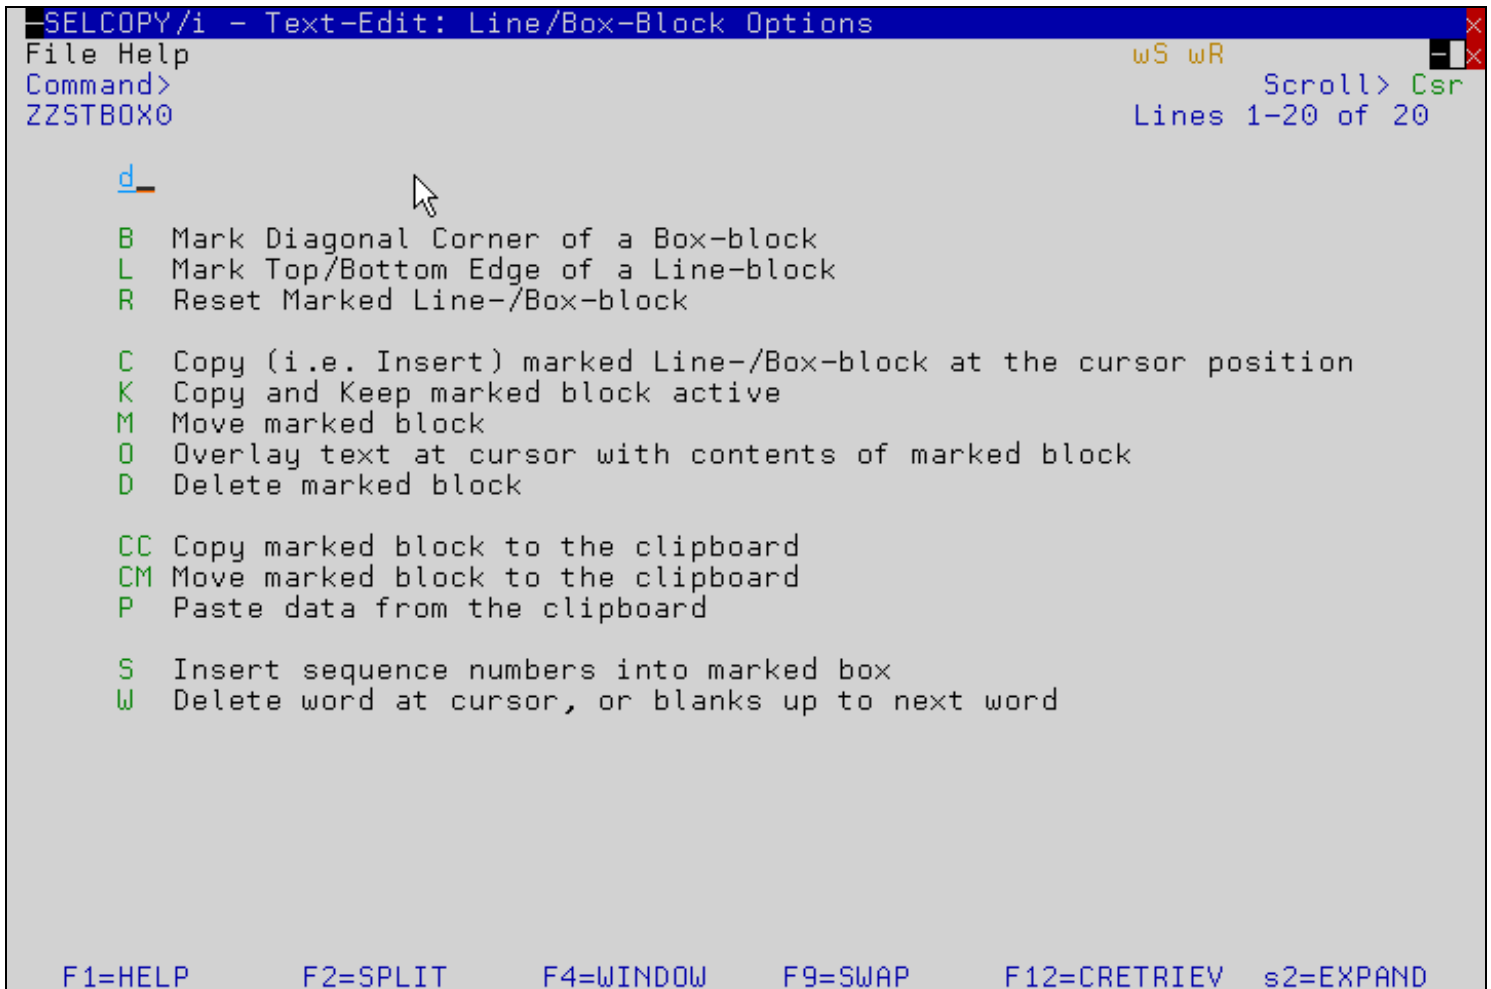 SELCOPY/i - Text-Edit: Line/Box-Block Options
File Help wS wR
Command> Scroll> Csr
ZZSTBOX0 Lines 1-20 of 20
d
B Mark Diagonal Corner of a Box-block
L Mark Top/Bottom Edge of a Line-block
R Reset Marked Line-/Box-block
C Copy (i.e. Insert) marked Line-/Box-block at the cursor position
K Copy and Keep marked block active
M Move marked block
O Overlay text at cursor with contents of marked block
D Delete marked block
CC Copy marked block to the clipboard
CM Move marked block to the clipboard
P Paste data from the clipboard
S Insert sequence numbers into marked box
W Delete word at cursor, or blanks up to next word
F1=HELP F2=SPLIT F4=WINDOW F9=SWAP F12=CRETRIEV s2=EXPAND